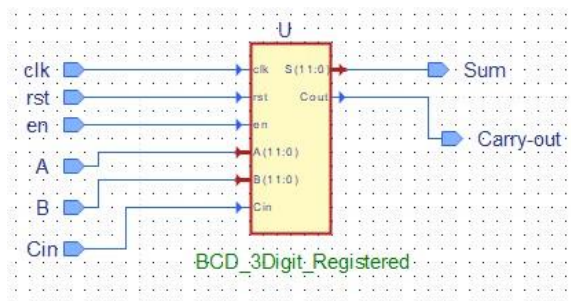 U
clk clk S(11:0) Sum
rst rst Cout
en en Carry-out
A A(11:0)
B B(11:0)
Cin Cin
BCD_3Digit_Registered